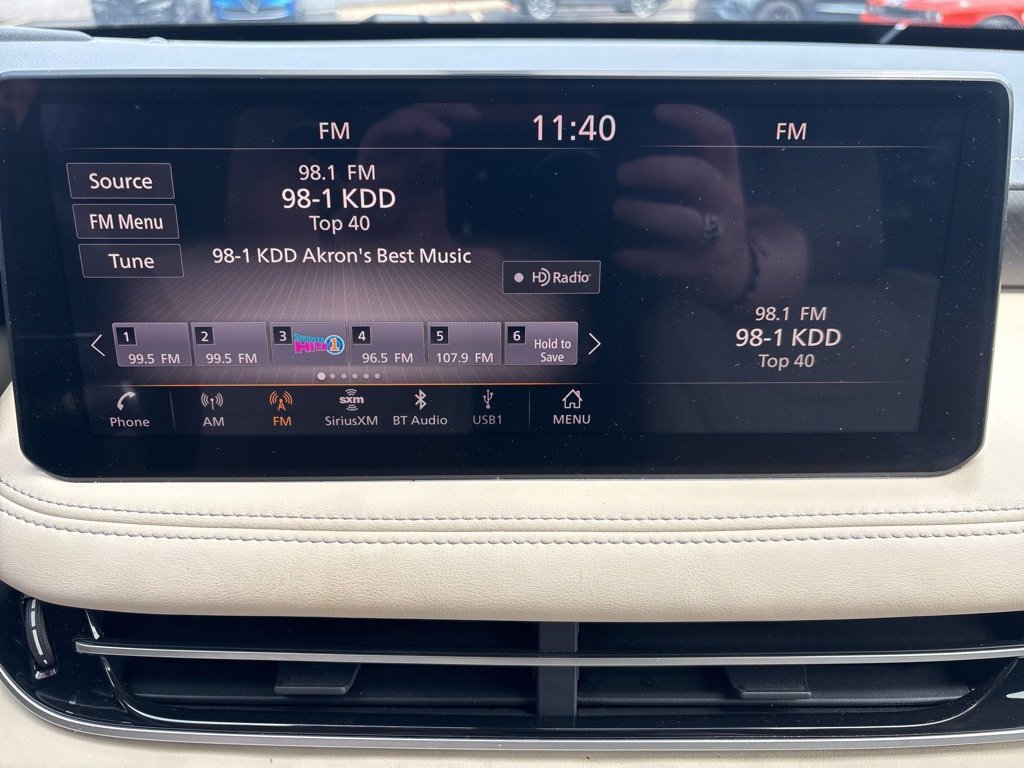 FM
11:40
FM
Source
FM Menu
Tune
98.1 FM
98-1 KDD
Top 40
98-1 KDD Akron's Best Music
HD Radio
1
99.5 FM
2
99.5 FM
3
SiriusXM
Hits 1
4
96.5 FM
5
107.9 FM
6
Hold to
Save
98.1 FM
98-1 KDD
Top 40
Phone
AM
FM
sxm
SiriusXM
BT Audio
USB1
MENU